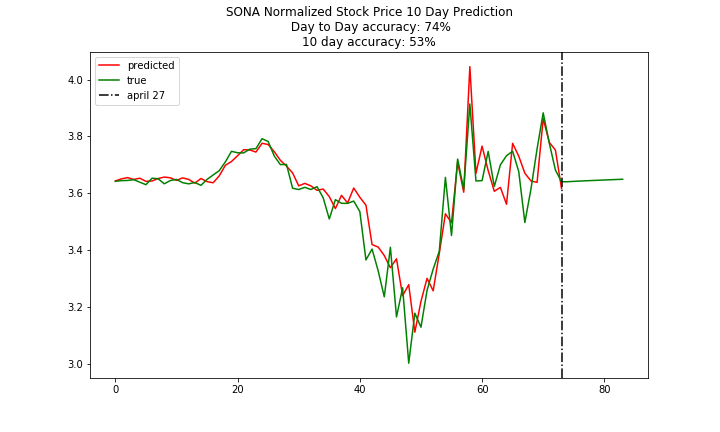 SONA Normalized Stock Price 10 Day Prediction
Day to Day accuracy: 74%
10 day accuracy: 53%
predicted
true
april 27
4.0
3.8
3.6
3.4
3.2
3.0
0 20 40 60 80